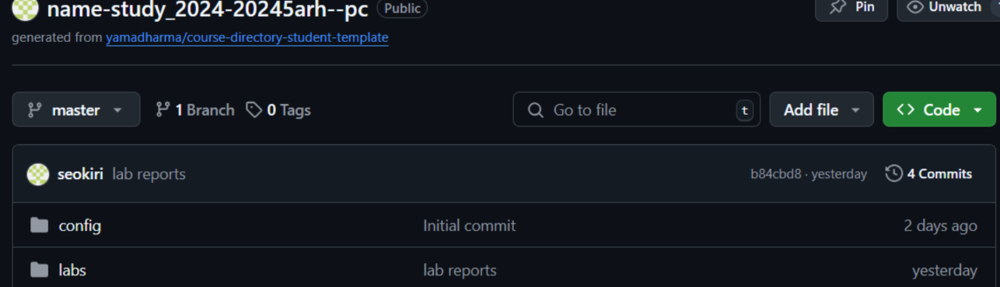 name-study_2024-20245arh--pc Public Pin Unwatch
generated from yamadharma/course-directory-student-template
master 1 Branch 0 Tags Go to file t Add file Code
seokiri lab reports b84cbd8 · yesterday 4 Commits
config Initial commit 2 days ago
labs lab reports yesterday